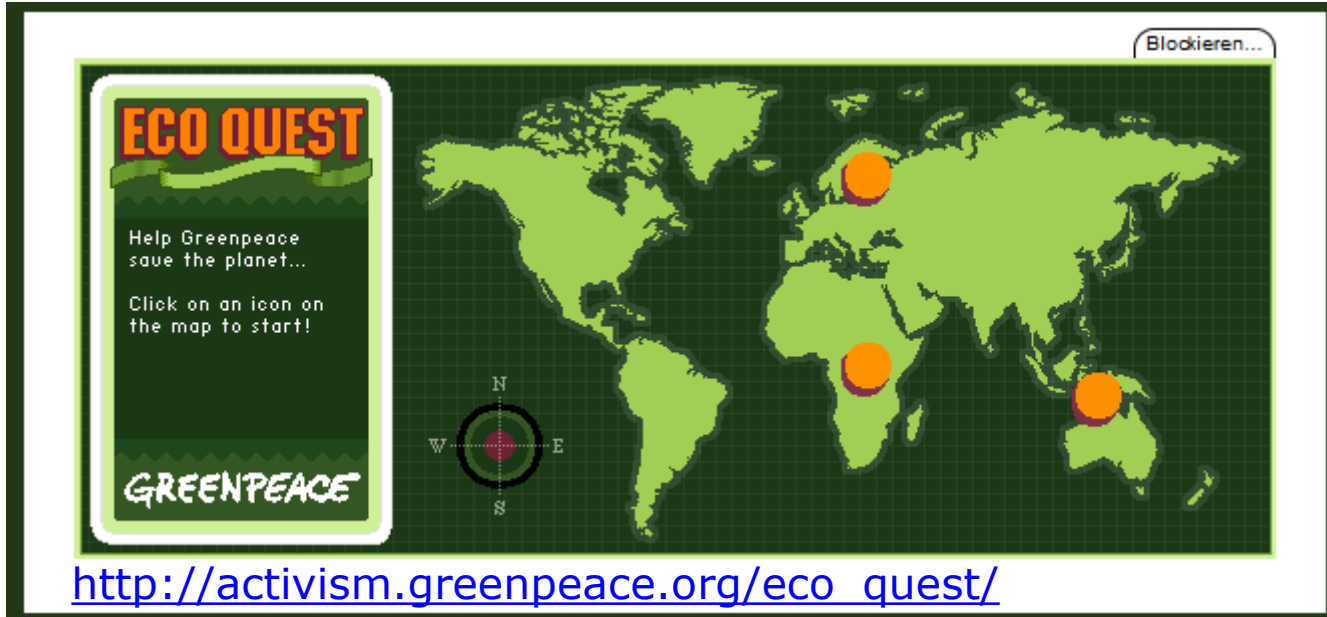 Blockieren...
ECO QUEST
Help Greenpeace
save the planet...
Click on an icon on
the map to start!
N
W
E
S
GREENPEACE
http://activism.greenpeace.org/eco_quest/